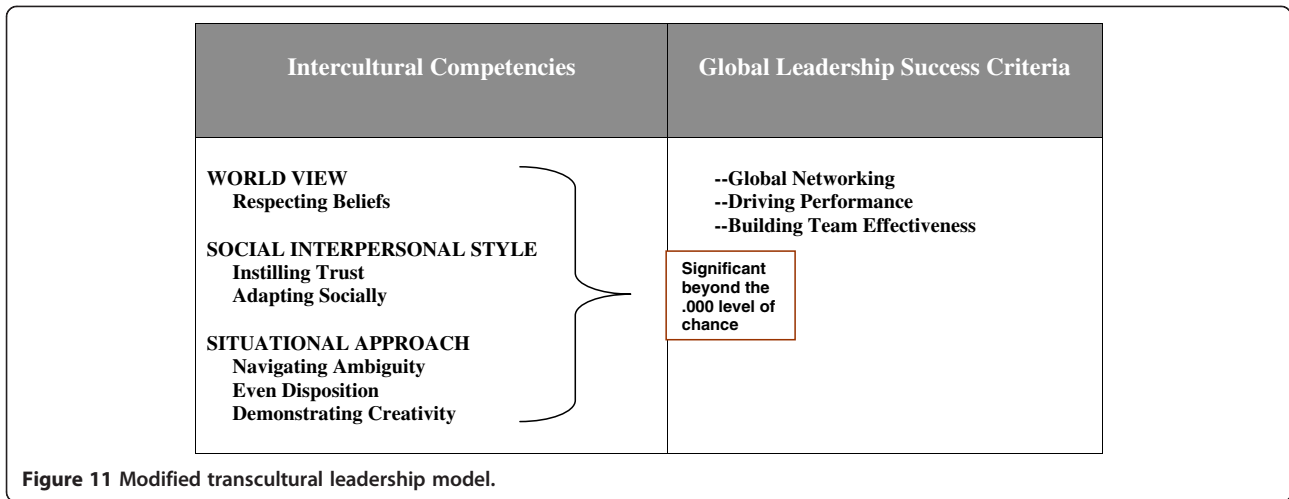 Intercultural Competencies
Global Leadership Success Criteria
WORLD VIEW
Respecting Beliefs
SOCIAL INTERPERSONAL STYLE
Instilling Trust
Adapting Socially
SITUATIONAL APPROACH
Navigating Ambiguity
Even Disposition
Demonstrating Creativity
--Global Networking
--Driving Performance
--Building Team Effectiveness
Significant
beyond the
.000 level of
chance
Figure 11 Modified transcultural leadership model.